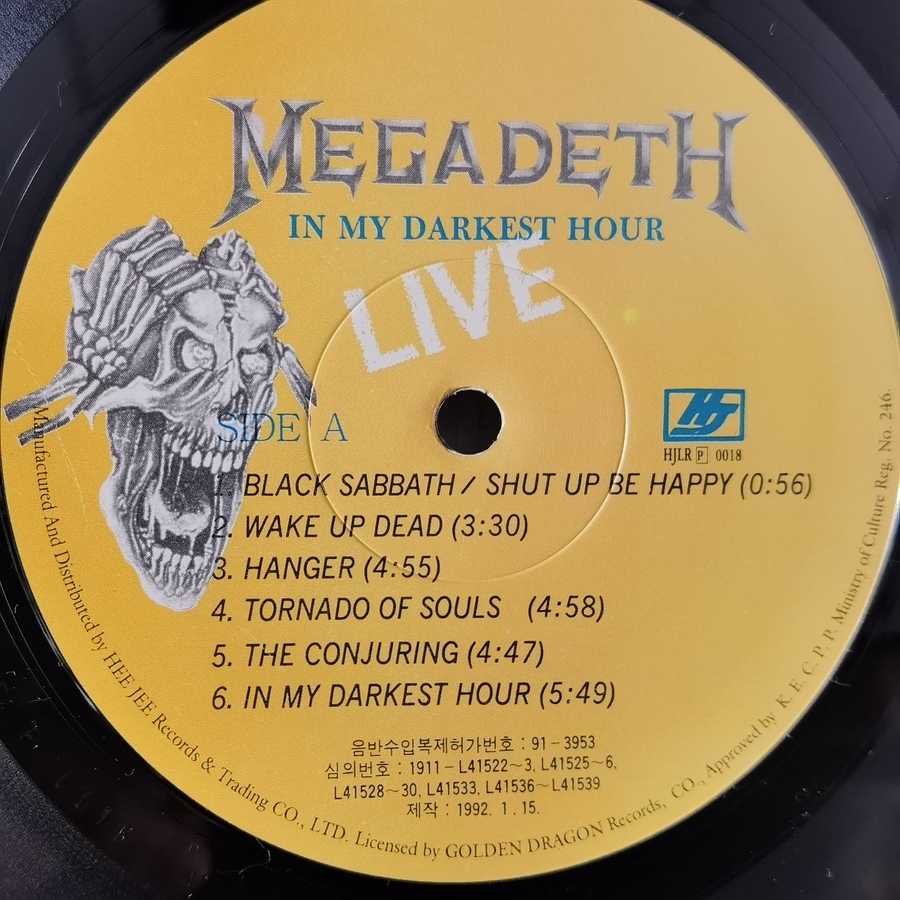 MEGADETH
IN MY DARKEST HOUR
LIVE
SIDE A
HJ
HJLR P 0018
1. BLACK SABBATH / SHUT UP BE HAPPY (0:56)
2. WAKE UP DEAD (3:30)
3. HANGER (4:55)
4. TORNADO OF SOULS (4:58)
5. THE CONJURING (4:47)
6. IN MY DARKEST HOUR (5:49)
음반수입복제허가번호 : 91-3953
심의번호 : 1911-L41522~3, L41525~6,
L41528~30, L41533, L41536~L41539
제작 : 1992. 1. 15.
Manufactured And Distributed by HEE JEE Records & Trading CO., LTD. Licensed by GOLDEN DRAGON Records, CO., Approved by K. E. C. P. P. Ministry of Culture Reg. No. 246.